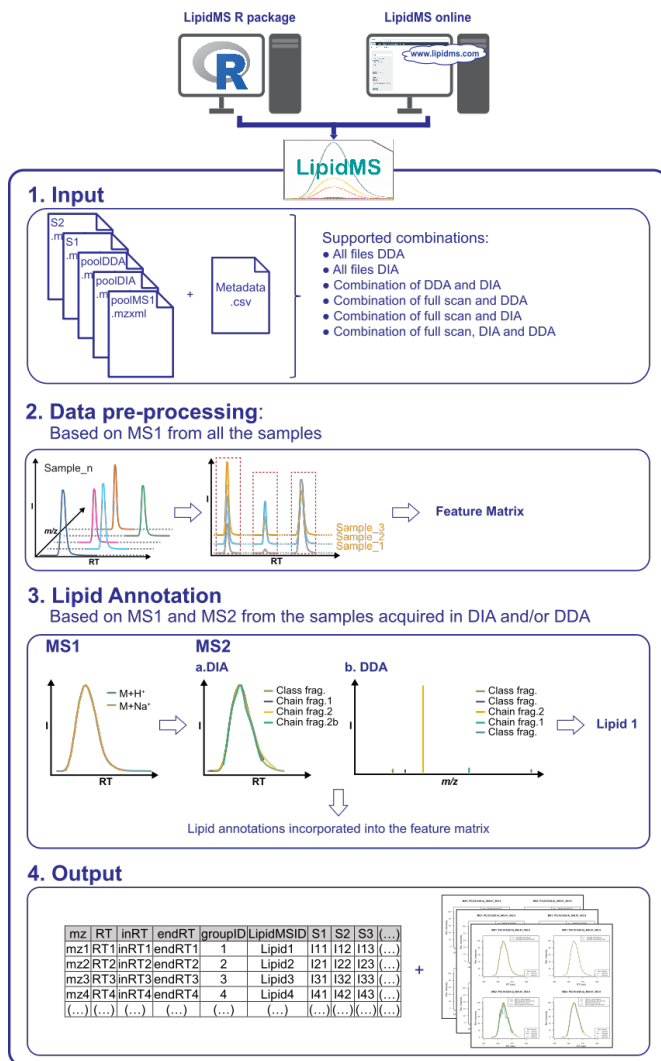 LipidMS R package
LipidMS online
R
www.lipidms.com
LipidMS
1. Input
S2
.m
S1
.m
poolDDA
.m
poolDIA
.m
poolMS1
.mzxml
+
Metadata
.csv
Supported combinations:
● All files DDA
● All files DIA
● Combination of DDA and DIA
● Combination of full scan and DDA
● Combination of full scan and DIA
● Combination of full scan, DIA and DDA
2. Data pre-processing:
Based on MS1 from all the samples
Sample_n
I
m/z
RT
I
Sample_3
Sample_2
Sample_1
RT
Feature Matrix
3. Lipid Annotation
Based on MS1 and MS2 from the samples acquired in DIA and/or DDA
MS1
I
M+H⁺
M+Na⁺
RT
MS2
a.DIA
I
Class frag.
Chain frag.1
Chain frag.2
Chain frag.2b
RT
b. DDA
I
Class frag.
Class frag.
Chain frag.2
Chain frag.1
Class frag.
m/z
Lipid 1
Lipid annotations incorporated into the feature matrix
4. Output
mz RT inRT endRT groupID LipidMSID S1 S2 S3 (...)
mz1 RT1 inRT1 endRT1 1 Lipid1 I11 I12 I13 (...)
mz2 RT2 inRT2 endRT2 2 Lipid2 I21 I22 I23 (...)
mz3 RT3 inRT3 endRT3 3 Lipid3 I31 I32 I33 (...)
mz4 RT4 inRT4 endRT4 4 Lipid4 I41 I42 I43 (...)
(...) (...) (...) (...) (...) (...) (...) (...) (...) (...)
+